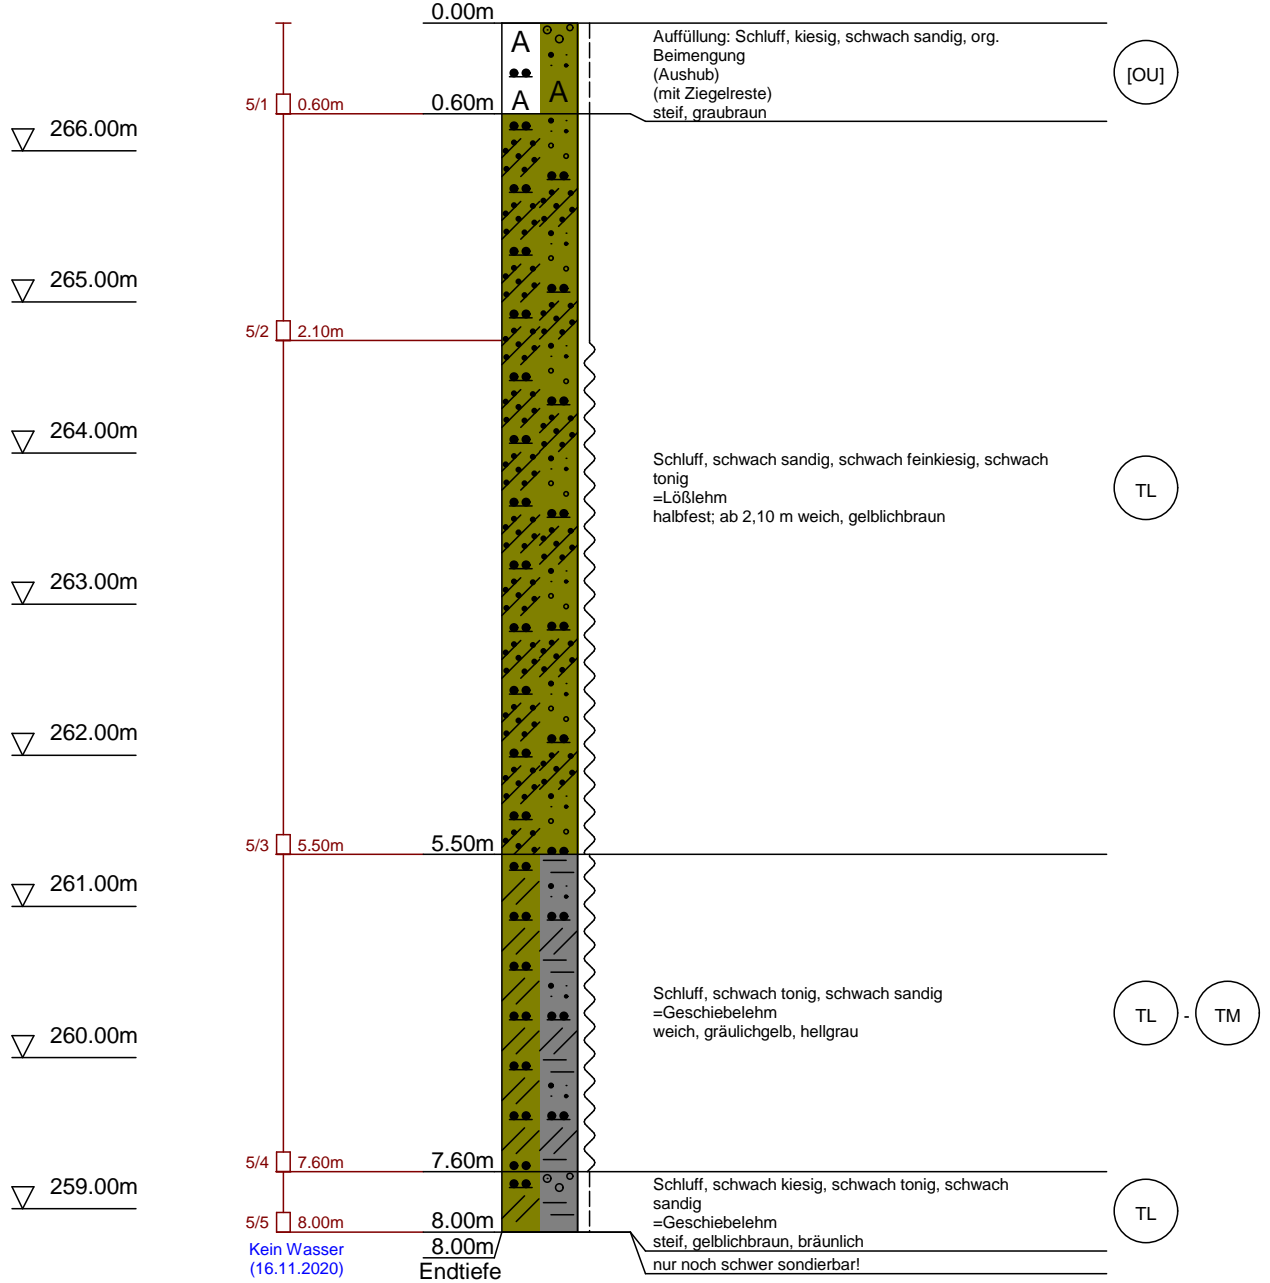 0.00m
A
A
A
Auffüllung: Schluff, kiesig, schwach sandig, org.
Beimengung
(Aushub)
(mit Ziegelreste)
steif, graubraun
[OU]
5/1 0.60m
0.60m
266.00m
265.00m
5/2 2.10m
264.00m
Schluff, schwach sandig, schwach feinkiesig, schwach
tonig
=Lößlehm
halbfest; ab 2,10 m weich, gelblichbraun
TL
263.00m
262.00m
5/3 5.50m
5.50m
261.00m
Schluff, schwach tonig, schwach sandig
=Geschiebelehm
weich, gräulichgelb, hellgrau
TL - TM
260.00m
5/4 7.60m
7.60m
259.00m
Schluff, schwach kiesig, schwach tonig, schwach
sandig
=Geschiebelehm
steif, gelblichbraun, bräunlich
TL
5/5 8.00m
8.00m
Kein Wasser
(16.11.2020)
8.00m
Endtiefe
nur noch schwer sondierbar!